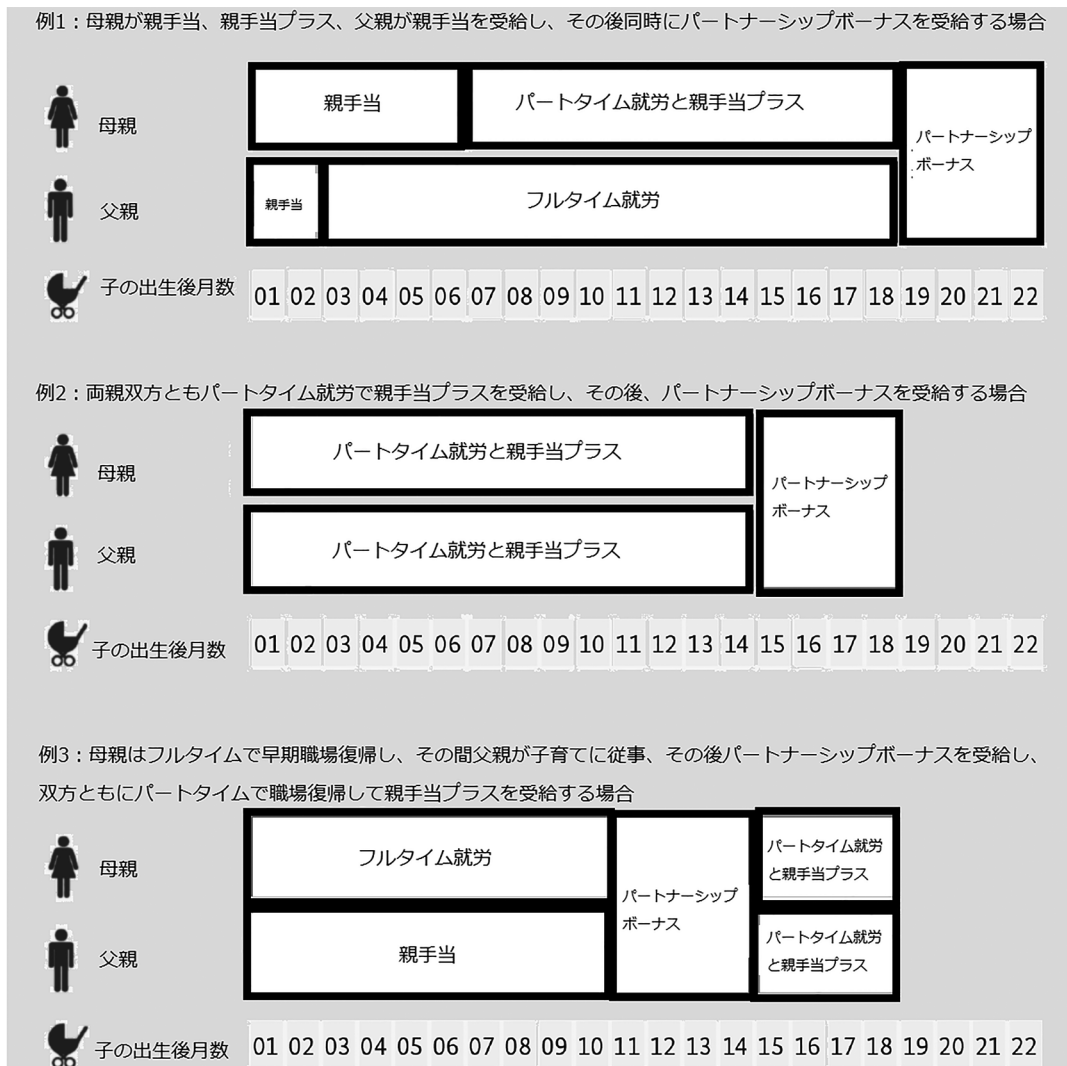 例1：母親が親手当、親手当プラス、父親が親手当を受給し、その後同時にパートナーシップボーナスを受給する場合
母親
親手当
パートタイム就労と親手当プラス
パートナーシップ
ボーナス
父親
親手当
フルタイム就労
子の出生後月数
01 02 03 04 05 06 07 08 09 10 11 12 13 14 15 16 17 18 19 20 21 22
例2：両親双方ともパートタイム就労で親手当プラスを受給し、その後、パートナーシップボーナスを受給する場合
母親
パートタイム就労と親手当プラス
パートナーシップ
ボーナス
父親
パートタイム就労と親手当プラス
子の出生後月数
01 02 03 04 05 06 07 08 09 10 11 12 13 14 15 16 17 18 19 20 21 22
例3：母親はフルタイムで早期職場復帰し、その間父親が子育てに従事、その後パートナーシップボーナスを受給し、
双方ともにパートタイムで職場復帰して親手当プラスを受給する場合
母親
フルタイム就労
パートナーシップ
ボーナス
パートタイム就労
と親手当プラス
父親
親手当
パートタイム就労
と親手当プラス
子の出生後月数
01 02 03 04 05 06 07 08 09 10 11 12 13 14 15 16 17 18 19 20 21 22